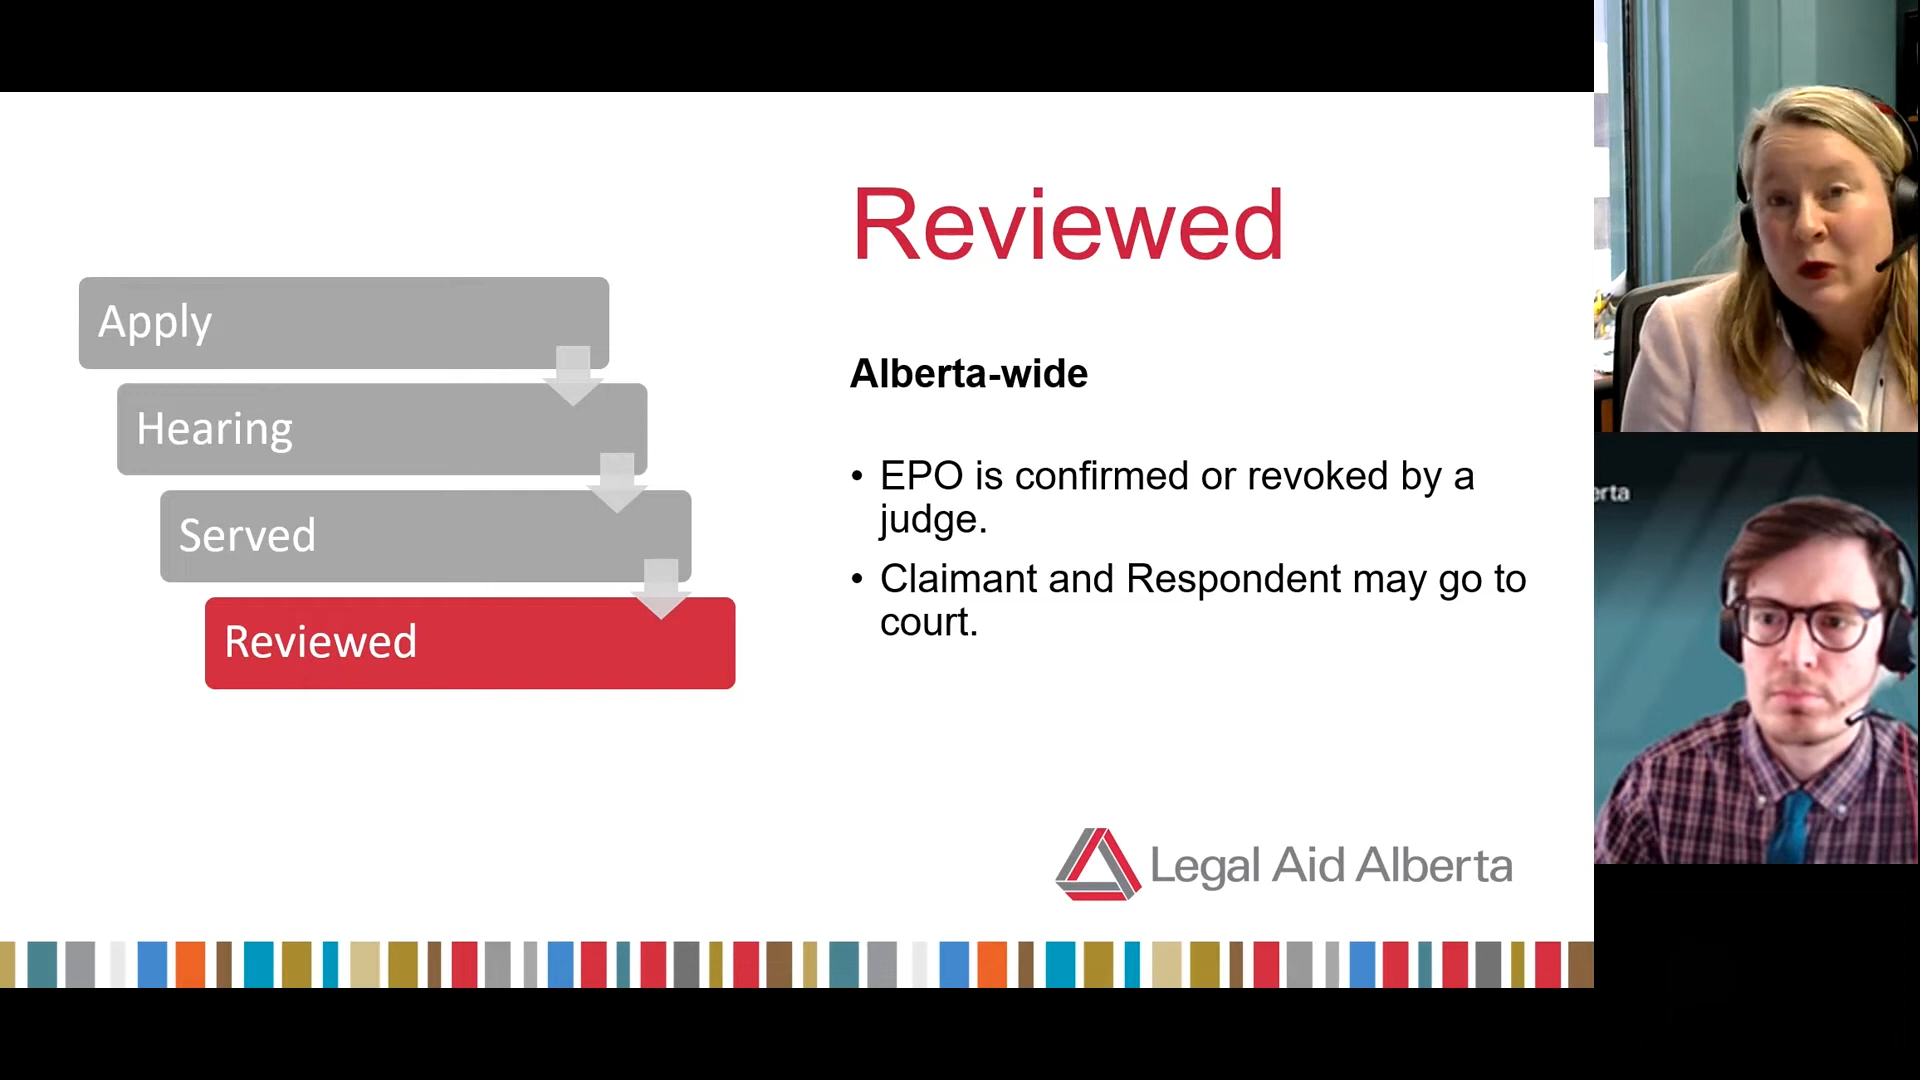 Apply
Hearing
Served
Reviewed
Reviewed
Alberta-wide
• EPO is confirmed or revoked by a
judge.
• Claimant and Respondent may go to
court.
Legal Aid Alberta
erta